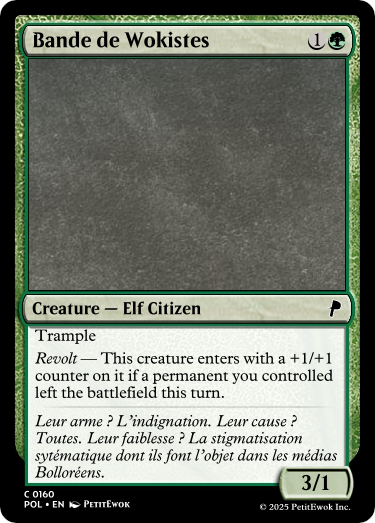 Bande de Wokistes 1
Creature — Elf Citizen
Trample
Revolt — This creature enters with a +1/+1
counter on it if a permanent you controlled
left the battlefield this turn.
Leur arme ? L'indignation. Leur cause ?
Toutes. Leur faiblesse ? La stigmatisation
sytématique dont ils font l'objet dans les médias
Bolloréens.
3/1
C 0160
POL • EN PetitEwok
© 2025 PetitEwok Inc.